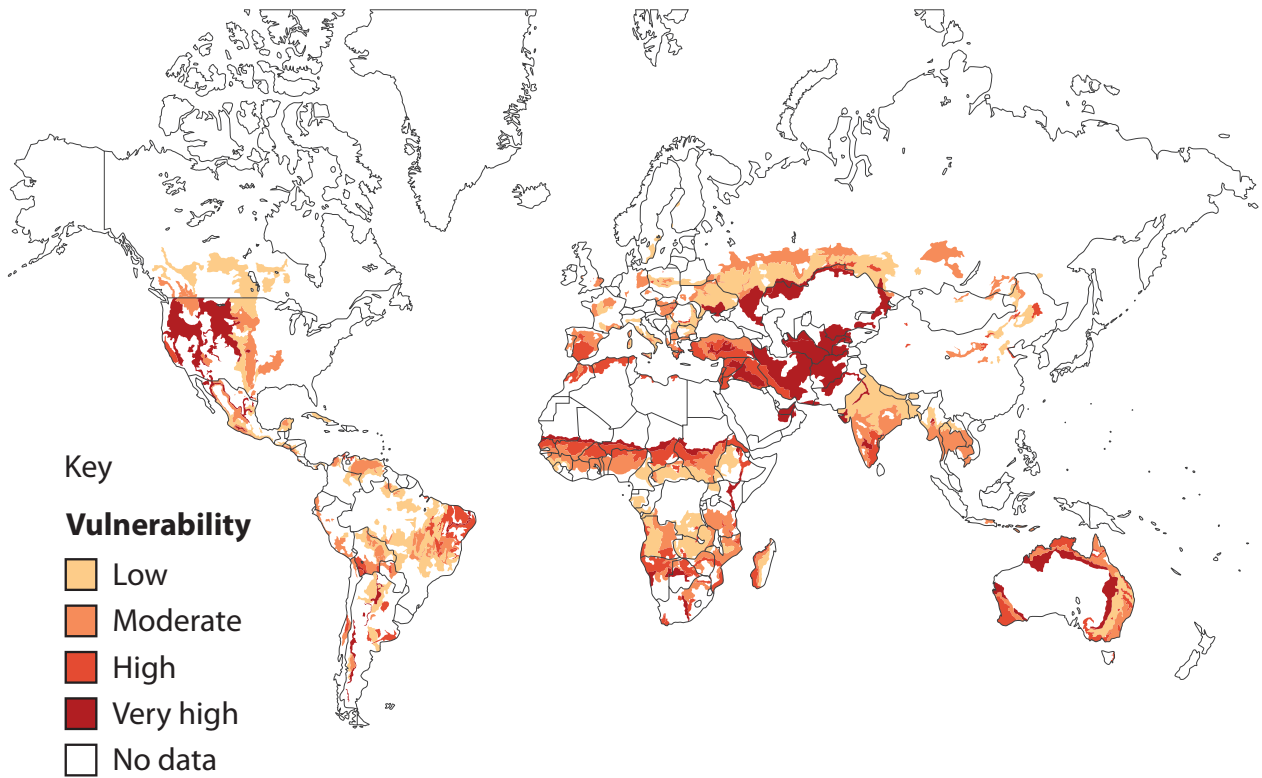 Key
Vulnerability
Low
Moderate
High
Very high
No data